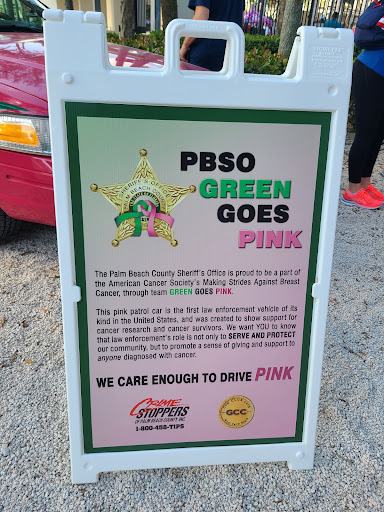 PBSO
GREEN
GOES
PINK
The Palm Beach County Sheriff's Office is proud to be a part of
the American Cancer Society's Making Strides Against Breast
Cancer, through team GREEN GOES PINK.
This pink patrol car is the first law enforcement vehicle of its
kind in the United States, and was created to show support for
cancer research and cancer survivors. We want YOU to know
that law enforcement's role is not only to SERVE AND PROTECT
our community, but to promote a sense of giving and support to
anyone diagnosed with cancer.
WE CARE ENOUGH TO DRIVE PINK
CRIME
STOPPERS
OF PALM BEACH COUNTY, INC.
1-800-458-TIPS
GCC